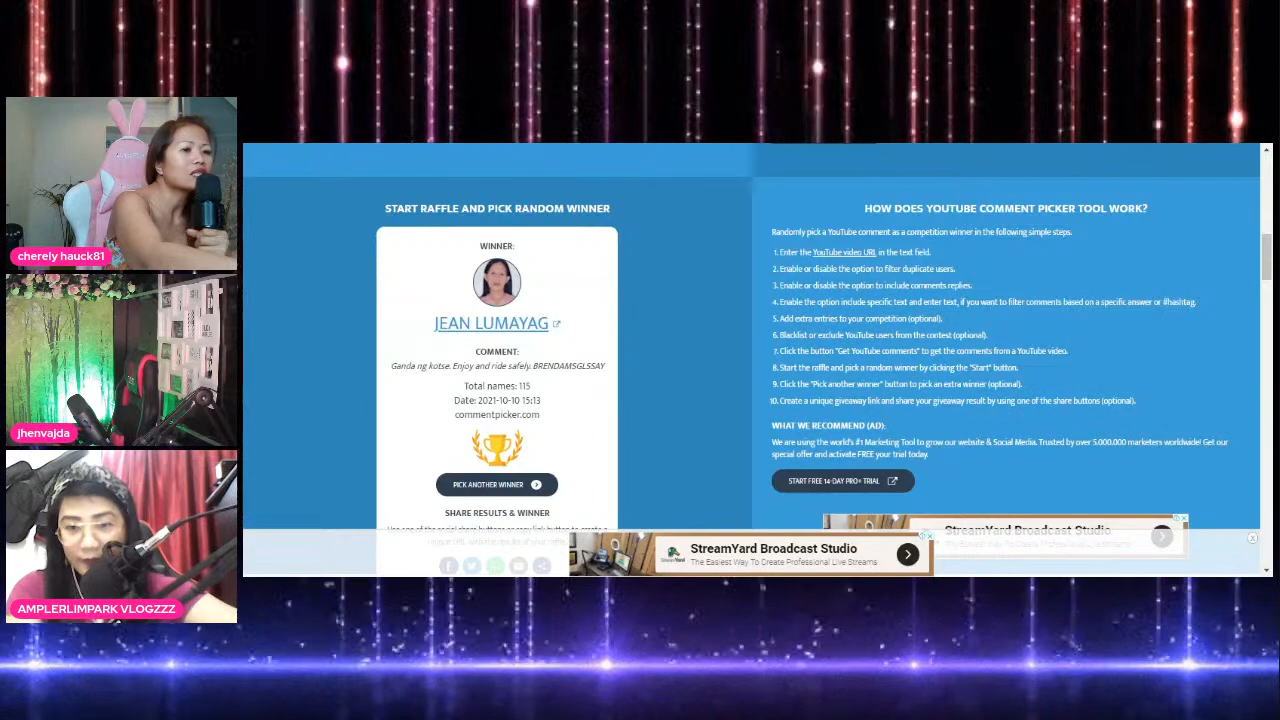 cherely hauck81
jhenvajda
AMPLERLIMPARK VLOGZZZ
START RAFFLE AND PICK RANDOM WINNER
WINNER:
JEAN LUMAYAG
COMMENT:
Ganda ng kotse. Enjoy and ride safely. BRENDAMSGLSSAY
Total names: 115
Date: 2021-10-10 15:13
commentpicker.com
PICK ANOTHER WINNER
SHARE RESULTS & WINNER
HOW DOES YOUTUBE COMMENT PICKER TOOL WORK?
Randomly pick a YouTube comment as a competition winner in the following simple steps.
1. Enter the YouTube video URL in the text field.
2. Enable or disable the option to filter duplicate users.
3. Enable or disable the option to include comments replies.
4. Enable the option include specific text and enter text, if you want to filter comments based on a specific answer or #hashtag.
5. Add extra entries to your competition (optional).
6. Blacklist or exclude YouTube users from the contest (optional).
7. Click the button "Get YouTube comments" to get the comments from a YouTube video.
8. Start the raffle and pick a random winner by clicking the "Start" button.
9. Click the "Pick another winner" button to pick an extra winner (optional).
10. Create a unique giveaway link and share your giveaway result by using one of the share buttons (optional).
WHAT WE RECOMMEND (AD):
We are using the world's #1 Marketing Tool to grow our website & Social Media. Trusted by over 5.000.000 marketers worldwide! Get our
special offer and activate FREE your trial today.
START FREE 14-DAY PRO+ TRIAL
StreamYard Broadcast Studio
StreamYard Broadcast Studio
The Easiest Way To Create Professional Live Streams